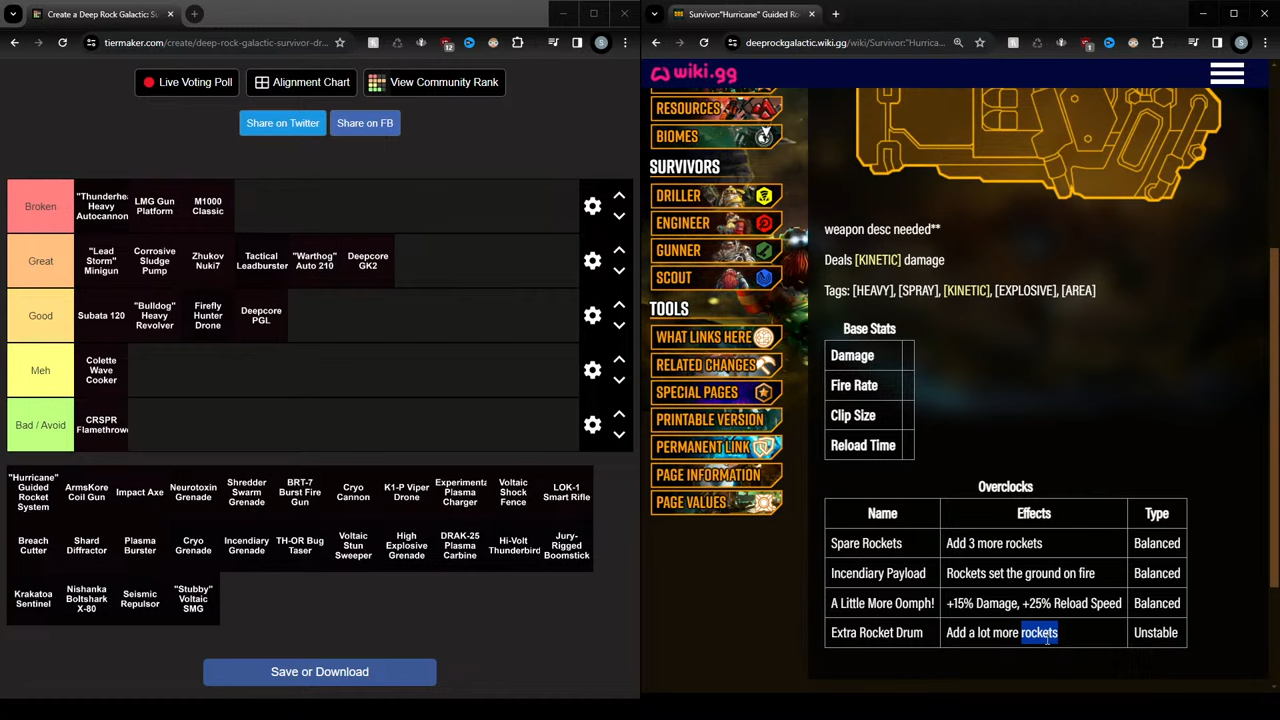 Create a Deep Rock Galactic: Su
Survivor:"Hurricane" Guided Ro
tiermaker.com/create/deep-rock-galactic-survivor-dr...
12
S
deeprockgalactic.wiki.gg/wiki/Survivor:"Hurrica...
1
S
Live Voting Poll
Alignment Chart
View Community Rank
Share on Twitter
Share on FB
Broken
"Thunderhe
Heavy
Autocannon
LMG Gun
Platform
M1000
Classic
Great
"Lead
Storm"
Minigun
Corrosive
Sludge
Pump
Zhukov
Nuki7
Tactical
Leadburster
"Warthog"
Auto 210
Deepcore
GK2
Good
Subata 120
"Bulldog"
Heavy
Revolver
Firefly
Hunter
Drone
Deepcore
PGL
Meh
Colette
Wave
Cooker
Bad / Avoid
CRSPR
Flamethrowe
"Hurricane"
Guided
Rocket
System
ArmsKore
Coil Gun
Impact Axe
Neurotoxin
Grenade
Shredder
Swarm
Grenade
BRT-7
Burst Fire
Gun
Cryo
Cannon
K1-P Viper
Drone
Experimenta
Plasma
Charger
Voltaic
Shock
Fence
LOK-1
Smart Rifle
Breach
Cutter
Shard
Diffractor
Plasma
Burster
Cryo
Grenade
Incendiary
Grenade
TH-OR Bug
Taser
Voltaic
Stun
Sweeper
High
Explosive
Grenade
DRAK-25
Plasma
Carbine
Hi-Volt
Thunderbird
Jury-
Rigged
Boomstick
Krakatoa
Sentinel
Nishanka
Boltshark
X-80
Seismic
Repulsor
"Stubby"
Voltaic
SMG
Save or Download
wiki.gg
RESOURCES
BIOMES
SURVIVORS
DRILLER
ENGINEER
GUNNER
SCOUT
TOOLS
WHAT LINKS HERE
RELATED CHANGES
SPECIAL PAGES
PRINTABLE VERSION
PERMANENT LINK
PAGE INFORMATION
PAGE VALUES
weapon desc needed**
Deals [KINETIC] damage
Tags: [HEAVY], [SPRAY], [KINETIC], [EXPLOSIVE], [AREA]
Base Stats
Damage
Fire Rate
Clip Size
Reload Time
Overclocks
Name Effects Type
Spare Rockets Add 3 more rockets Balanced
Incendiary Payload Rockets set the ground on fire Balanced
A Little More Oomph! +15% Damage, +25% Reload Speed Balanced
Extra Rocket Drum Add a lot more rockets Unstable